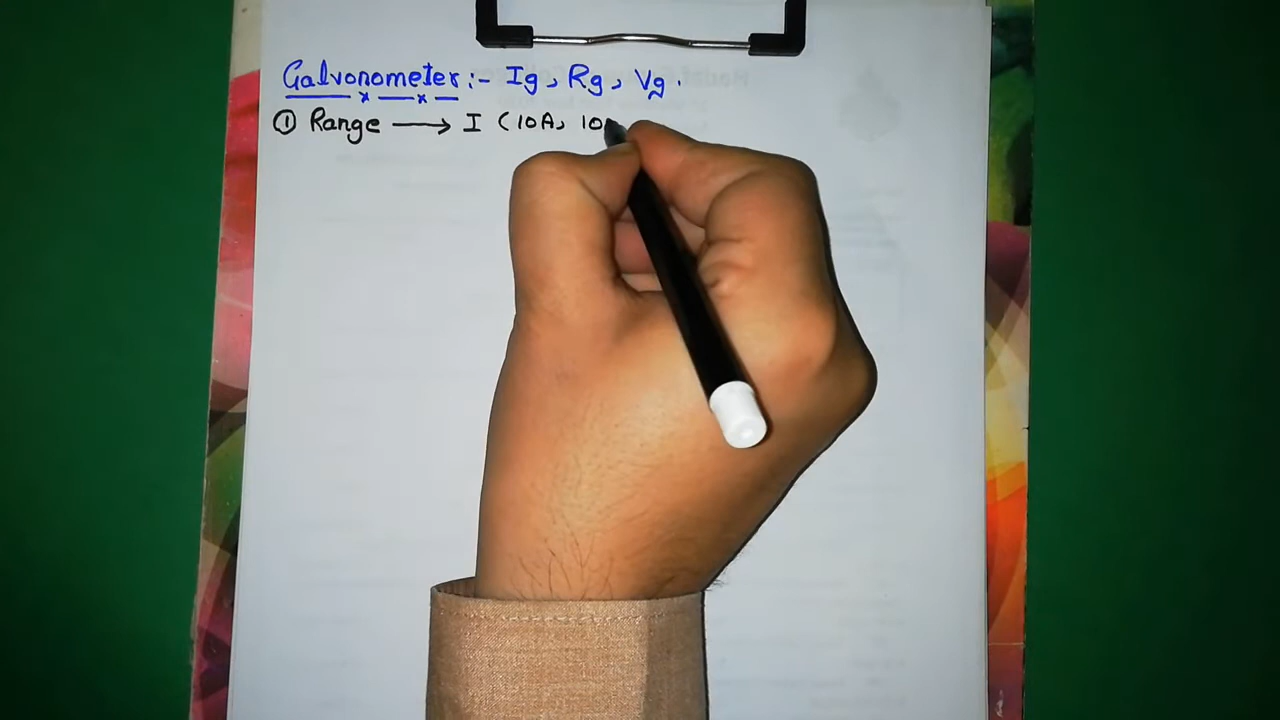 Galvonometer:- Ig, Rg, Vg.
① Range → I (10A, 10